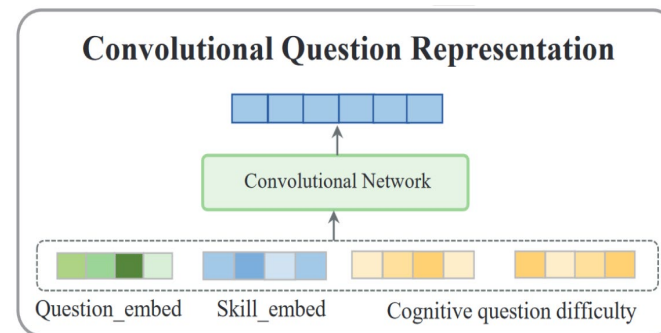 Convolutional Question Representation
Convolutional Network
Question_embed Skill_embed Cognitive question difficulty